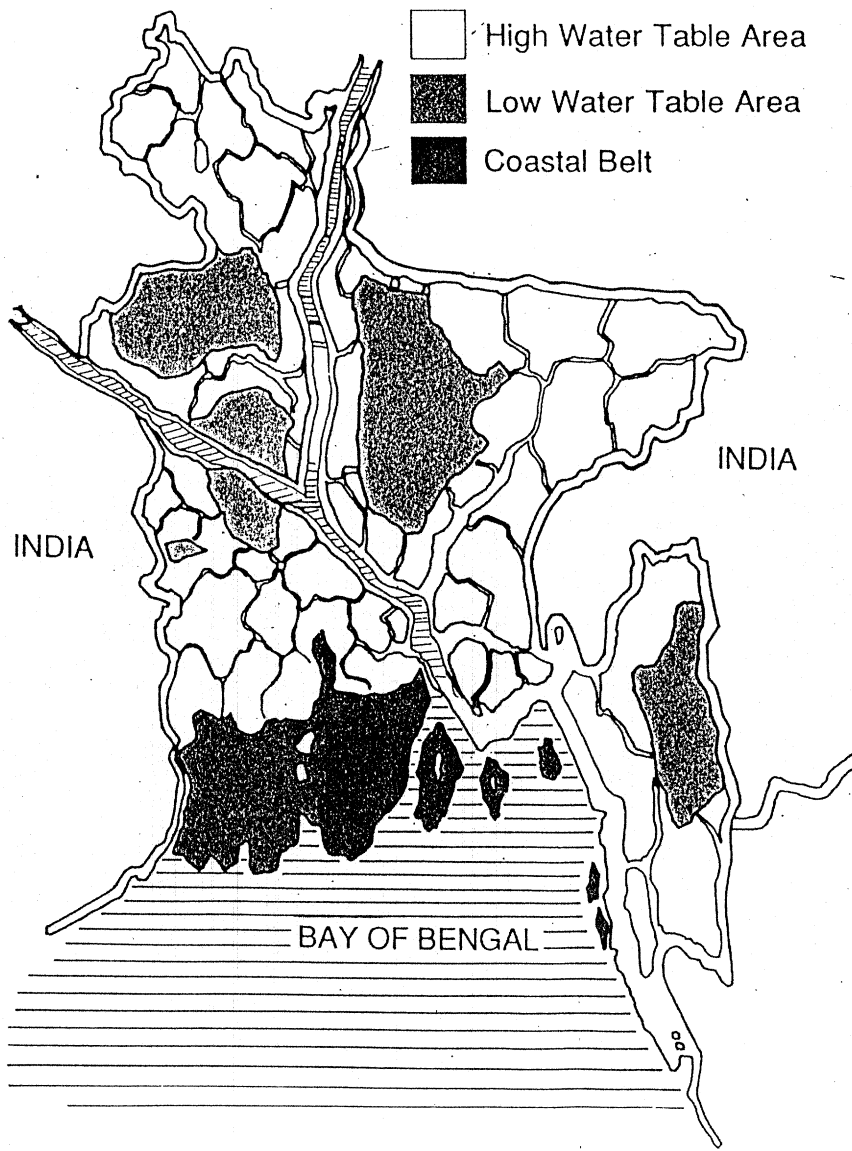 High Water Table Area
Low Water Table Area
Coastal Belt
INDIA
INDIA
BAY OF BENGAL